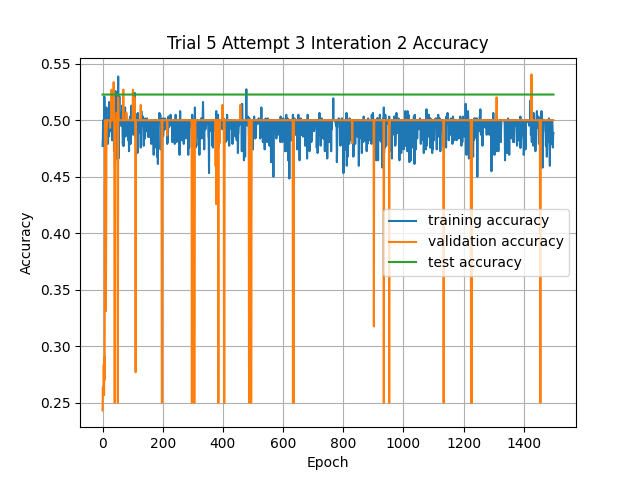 Trial 5 Attempt 3 Interation 2 Accuracy
0.55
0.50
0.45
0.40
0.35
0.30
0.25
Accuracy
training accuracy
validation accuracy
test accuracy
0 200 400 600 800 1000 1200 1400
Epoch